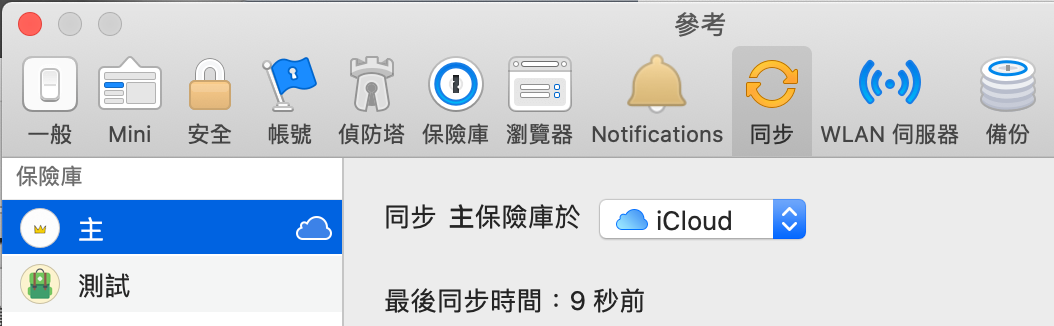 參考
一般 Mini 安全 帳號 偵防塔 保險庫 瀏覽器 Notifications 同步 WLAN 伺服器 備份
保險庫
主
同步 主保險庫於 iCloud
測試
最後同步時間：9 秒前